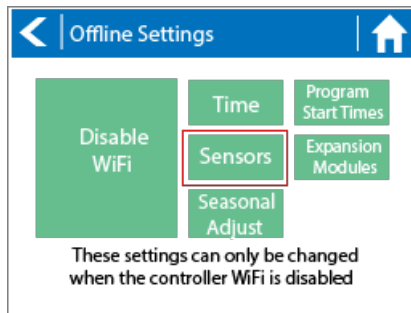 Offline Settings
Disable
WiFi
Time
Program
Start Times
Sensors
Expansion
Modules
Seasonal
Adjust
These settings can only be changed
when the controller WiFi is disabled